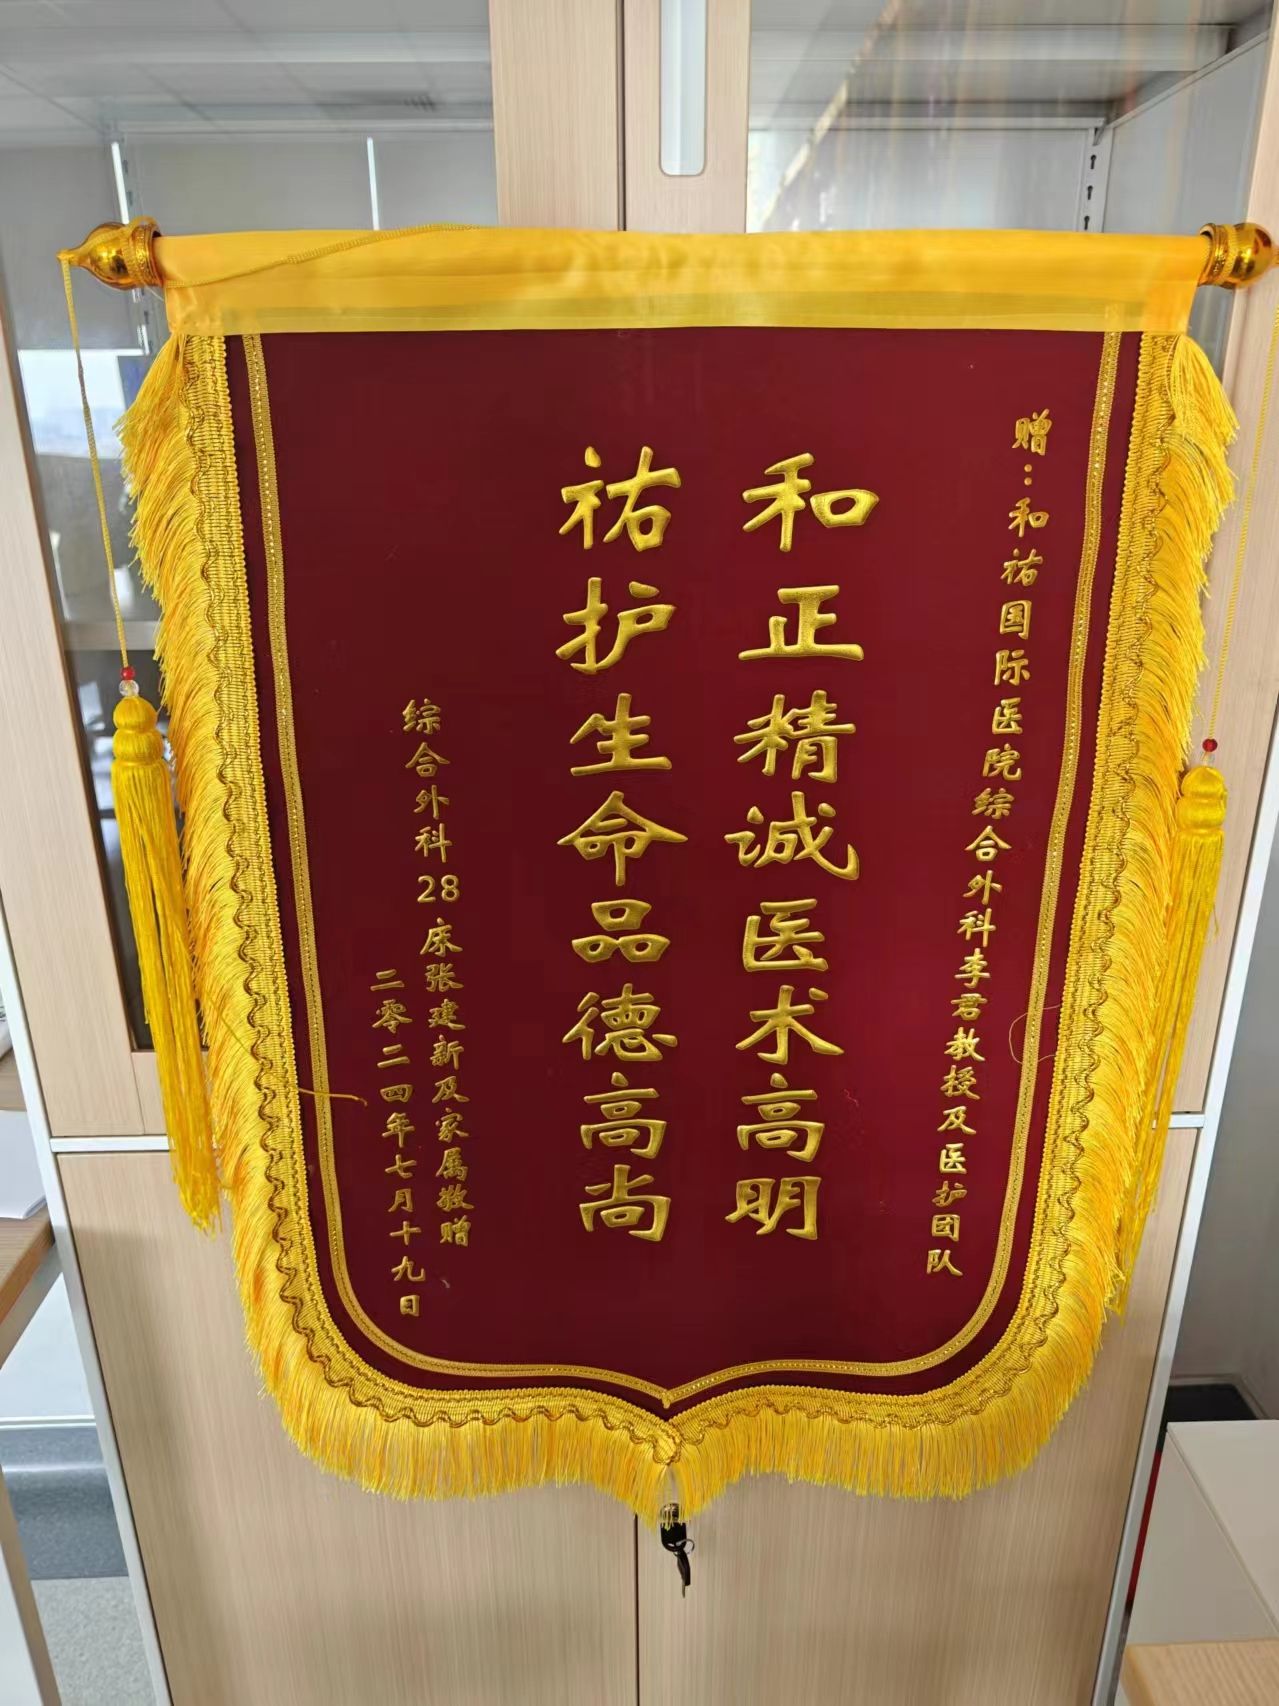 赠：和祐国际医院综合外科李君教授及医护团队
和正精诚医术高明
祐护生命品德高尚
综合外科28床张建新及家属敬赠
二零二四年七月十九日